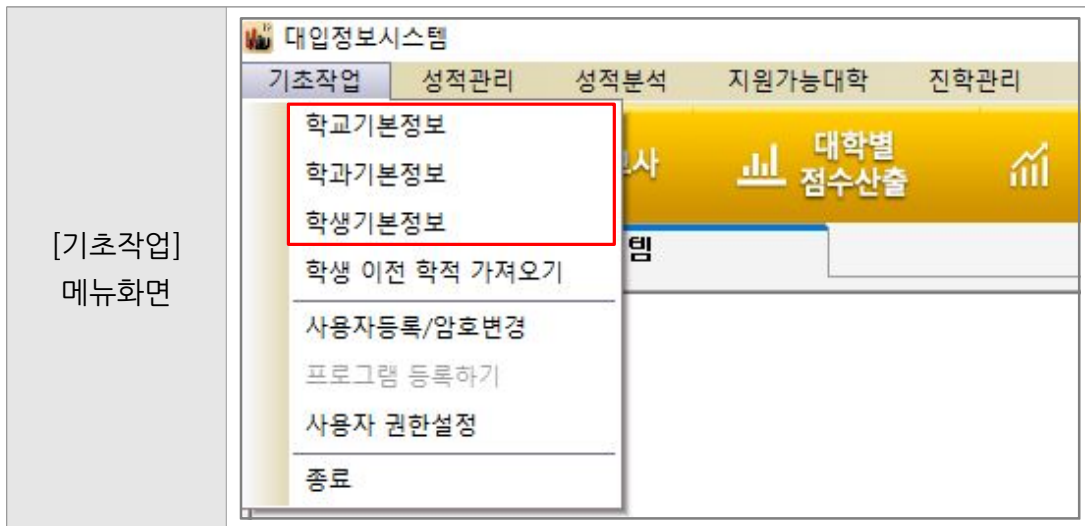 [기초작업]
메뉴화면
대입정보시스템
기초작업 성적관리 성적분석 지원가능대학 진학관리
학교기본정보
학과기본정보
학생기본정보
학생 이전 학적 가져오기
사용자등록/암호변경
프로그램 등록하기
사용자 권한설정
종료
사
대학별
점수산출
템